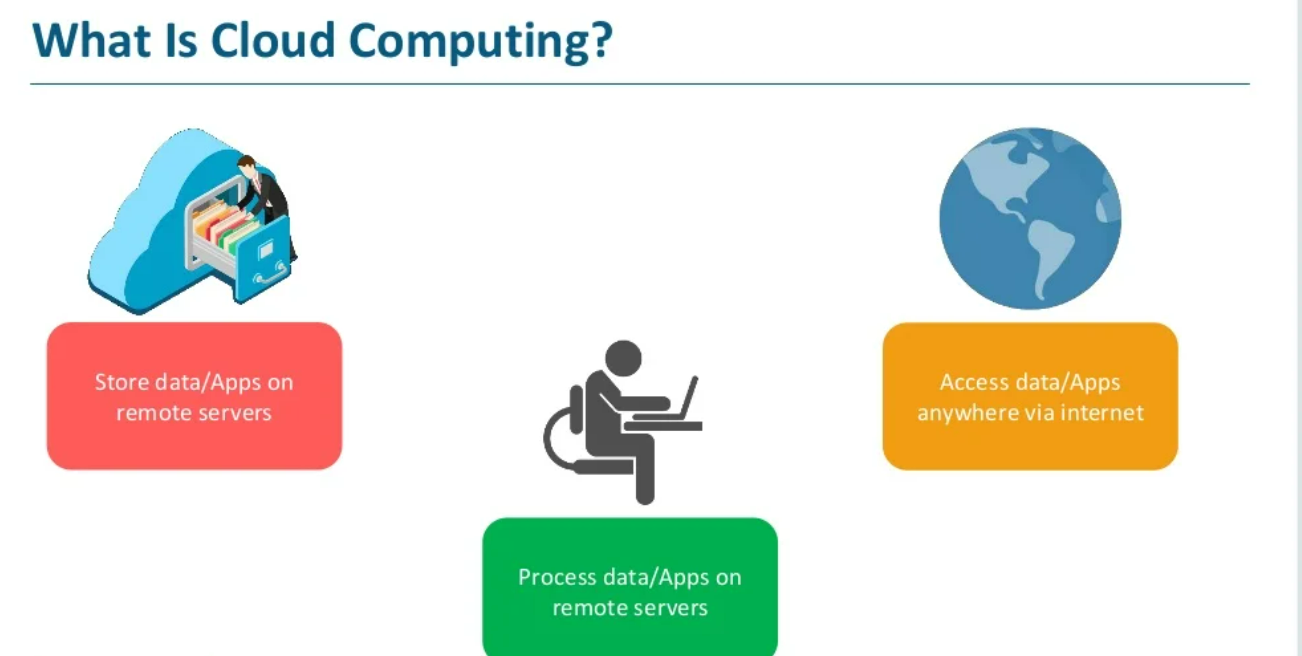 What Is Cloud Computing?
Store data/Apps on
remote servers
Process data/Apps on
remote servers
Access data/Apps
anywhere via internet